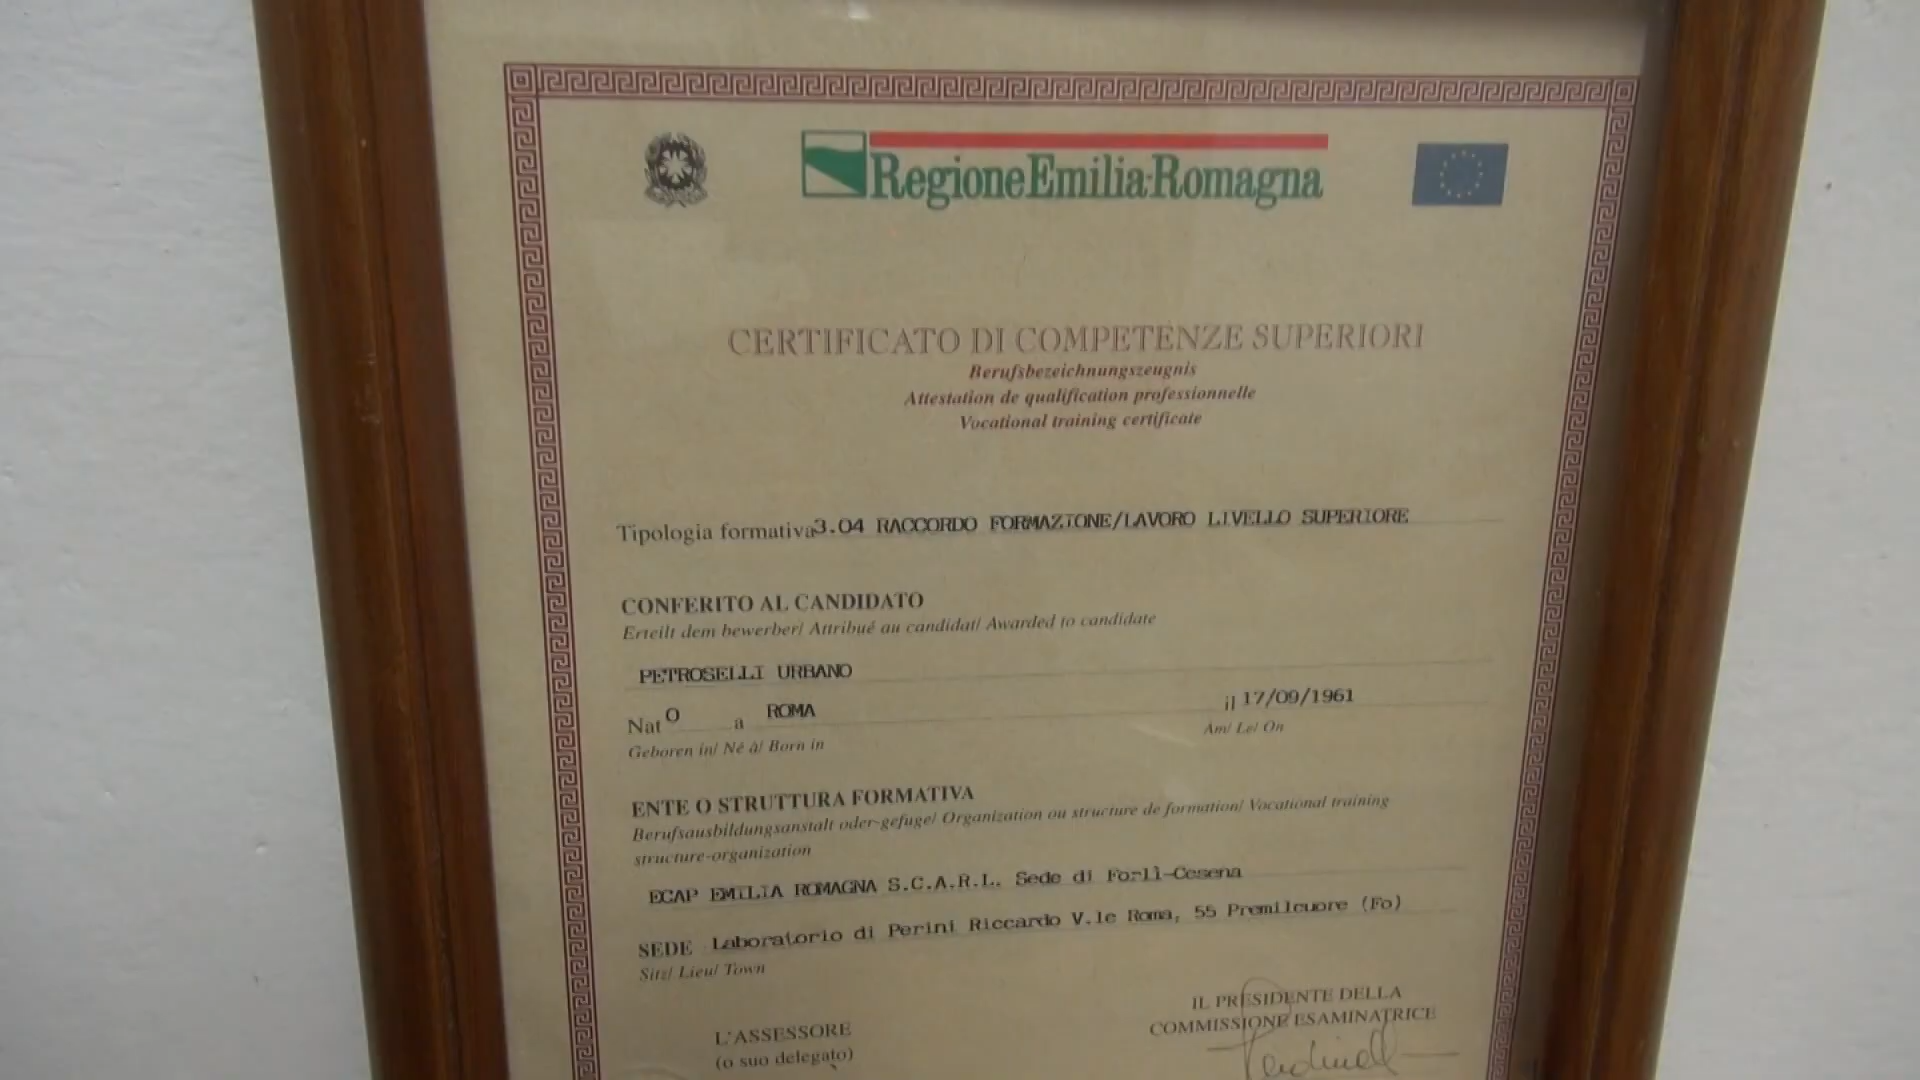 RegioneEmilia-Romagna
CERTIFICATO DI COMPETENZE SUPERIORI
Berufsbezeichnungszeugnis
Attestation de qualification professionnelle
Vocational training certificate
Tipologia formativa 3.04 RACCORDO FORMAZIONE/LAVORO LIVELLO SUPERIORE
CONFERITO AL CANDIDATO
Erteilt dem bewerber/ Attribué au candidat/ Awarded to candidate
PETROSELLI URBANO
Nat O a ROMA il 17/09/1961
Geboren in/ Né à/ Born in Am/ Le/ On
ENTE O STRUTTURA FORMATIVA
Berufsausbildungsanstalt oder-gefuge/ Organization ou structure de formation/ Vocational training
structure-organization
ECAP EMILIA ROMAGNA S.C.A.R.L. Sede di Forlì-Cesena
SEDE Laboratorio di Perini Riccardo V.le Roma, 55 Premilcuore (Fo)
Sitz/ Lieu/ Town
L'ASSESSORE
(o suo delegato)
IL PRESIDENTE DELLA
COMMISSIONE ESAMINATRICE